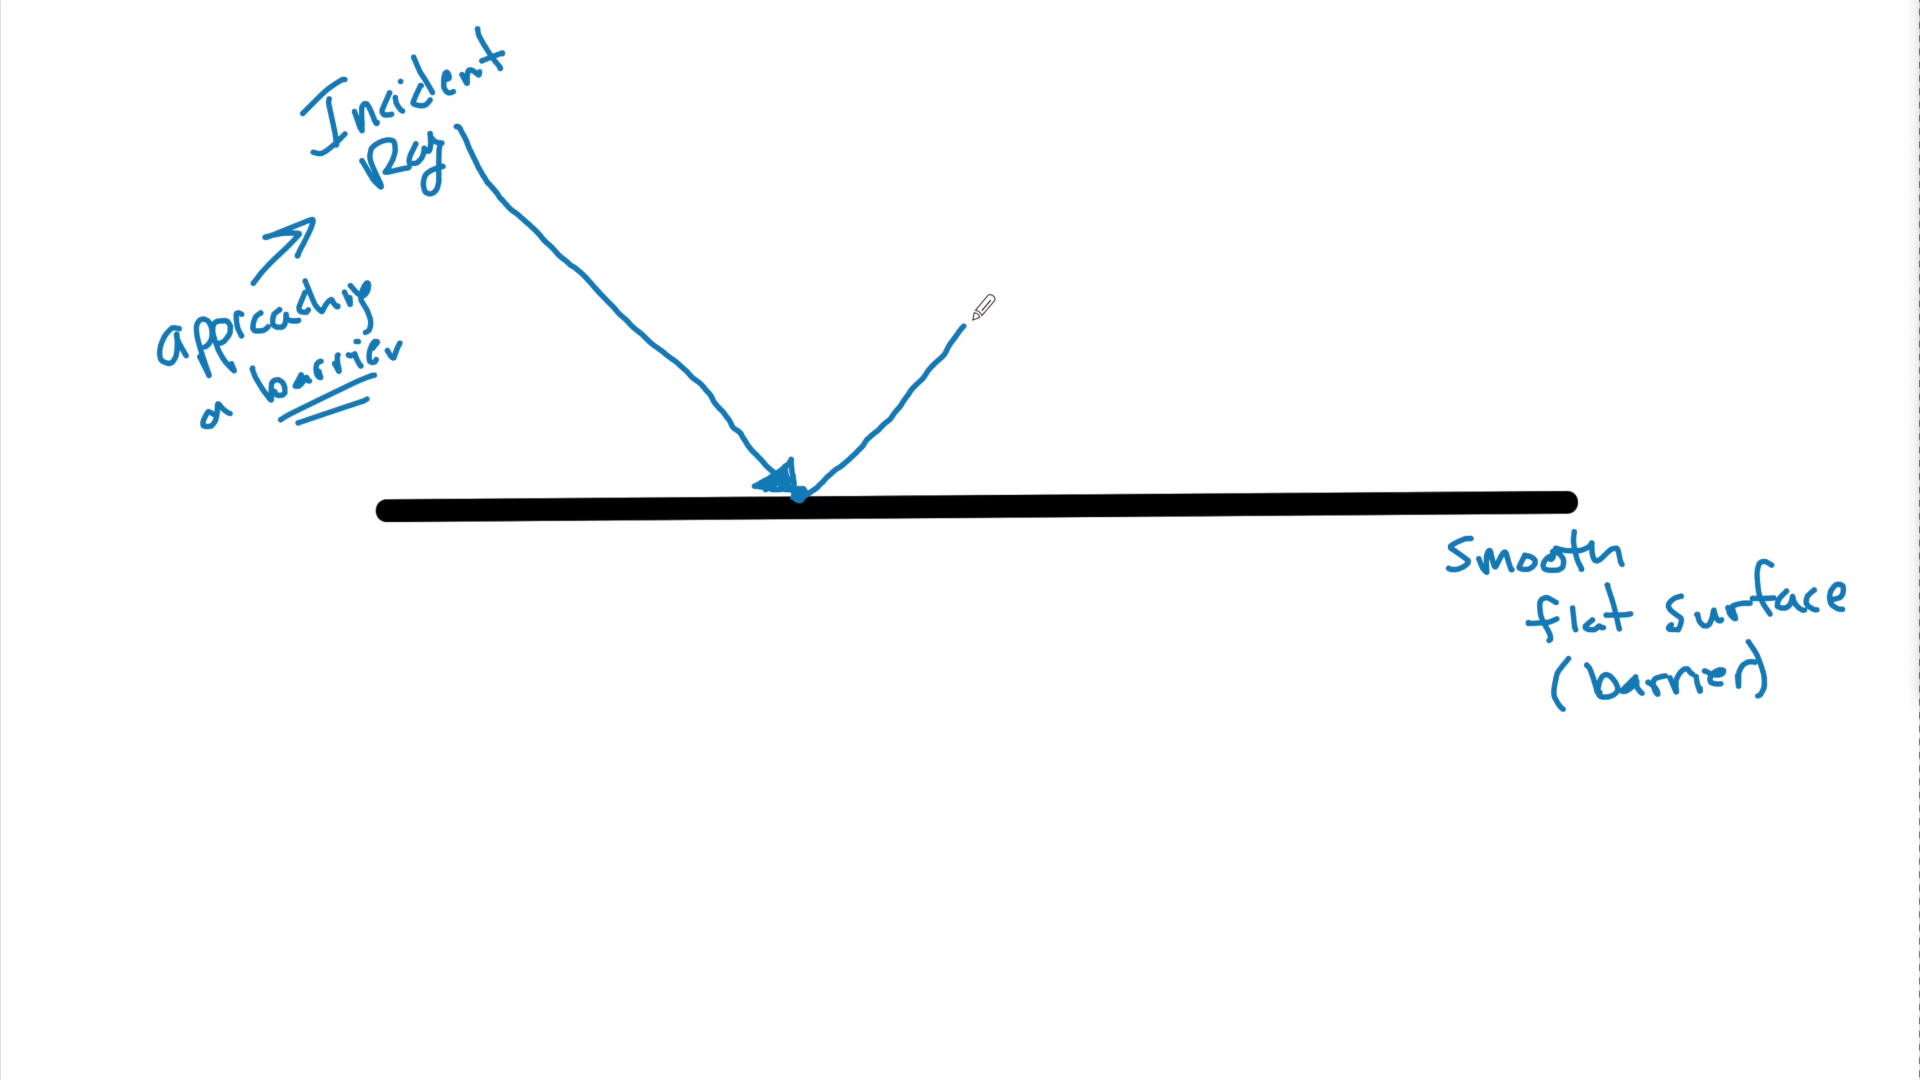 Incident
Ray
approaching
a barrier
smooth
flat surface
(barrier)